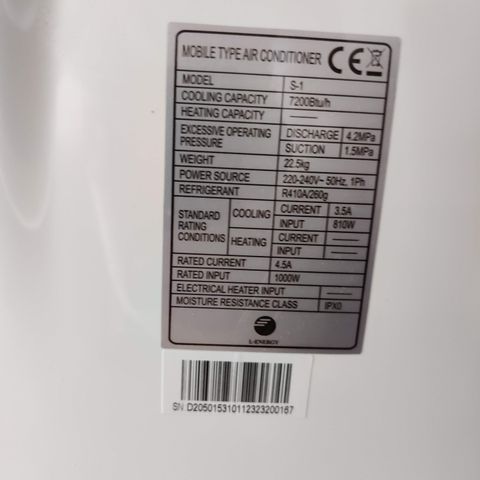 MOBILE TYPE AIR CONDITIONER CE
MODEL S-1
COOLING CAPACITY 7200Btu/h
HEATING CAPACITY ——
EXCESSIVE OPERATING PRESSURE DISCHARGE 4.2MPa
SUCTION 1.5MPa
WEIGHT 22.5kg
POWER SOURCE 220-240V~ 50Hz, 1Ph
REFRIGERANT R410A/260g
STANDARD RATING CONDITIONS COOLING CURRENT 3.5A
INPUT 810W
HEATING CURRENT ——
INPUT ——
RATED CURRENT 4.5A
RATED INPUT 1000W
ELECTRICAL HEATER INPUT ——
MOISTURE RESISTANCE CLASS IPX0
L-ENERGY
SN D205015310112323200167